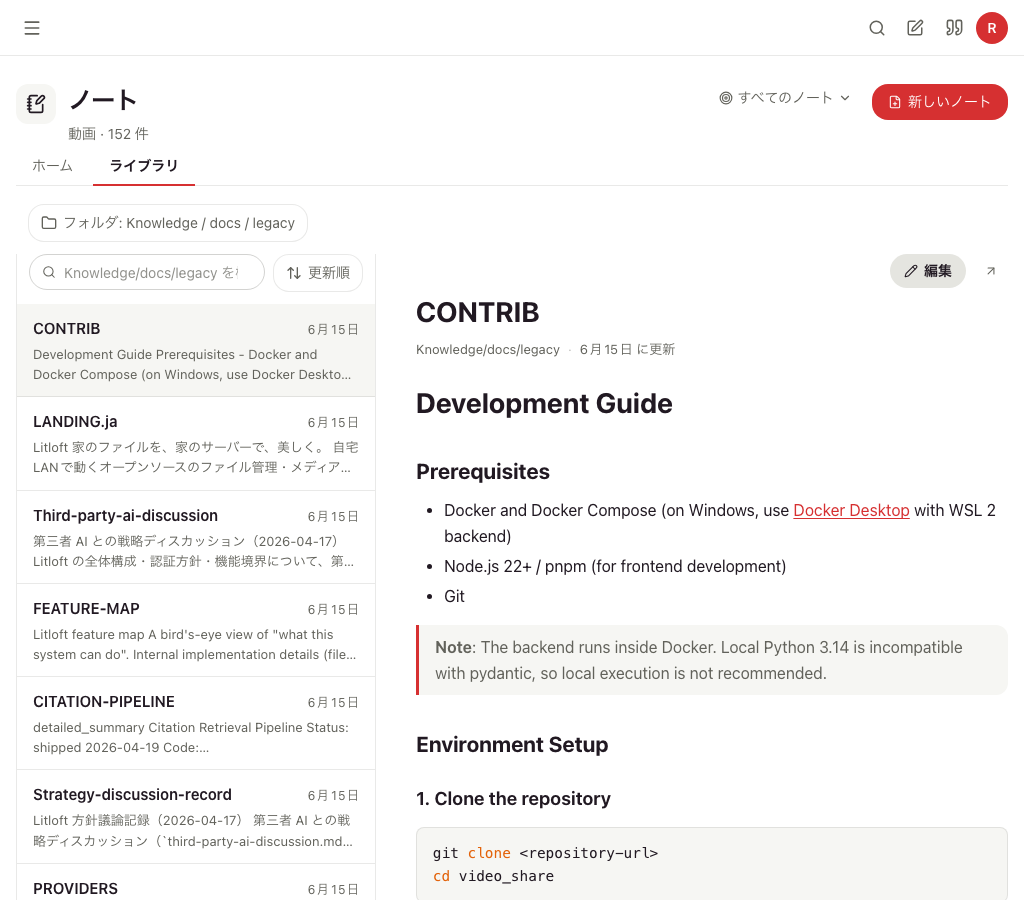 R
ノート
動画 · 152 件
すべてのノート
新しいノート
ホーム
ライブラリ
フォルダ: Knowledge / docs / legacy
Knowledge/docs/legacy を
更新順
CONTRIB
6月15日
Development Guide Prerequisites - Docker and
Docker Compose (on Windows, use Docker Deskto...
LANDING.ja
6月15日
Litloft 家のファイルを、家のサーバーで、美しく。 自宅
LANで動くオープンソースのファイル管理・メディア...
Third-party-ai-discussion
6月15日
第三者 AI との戦略ディスカッション（2026-04-17）
Litloft の全体構成・認証方針・機能境界について、第...
FEATURE-MAP
6月15日
Litloft feature map A bird's-eye view of "what this
system can do". Internal implementation details (file...
CITATION-PIPELINE
6月15日
detailed_summary Citation Retrieval Pipeline Status:
shipped 2026-04-19 Code:...
Strategy-discussion-record
6月15日
Litloft 方針議論記録（2026-04-17） 第三者 AI との戦
略ディスカッション（`third-party-ai-discussion.md...
PROVIDERS
6月15日
編集
CONTRIB
Knowledge/docs/legacy · 6月15日 に更新
Development Guide
Prerequisites
• Docker and Docker Compose (on Windows, use Docker Desktop with WSL 2
backend)
• Node.js 22+ / pnpm (for frontend development)
• Git
Note: The backend runs inside Docker. Local Python 3.14 is incompatible
with pydantic, so local execution is not recommended.
Environment Setup
1. Clone the repository
git clone <repository-url>
cd video_share